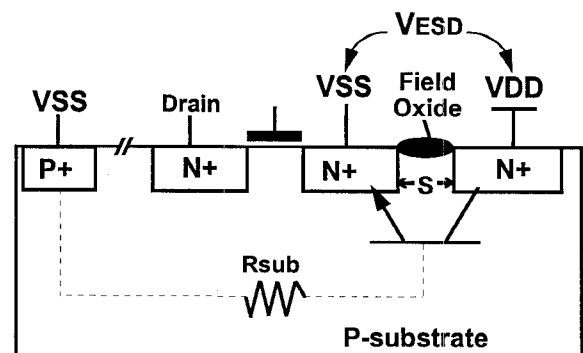 VESD
VSS
Drain
VSS
Field
Oxide
VDD
P+
N+
N+
S
N+
Rsub
P-substrate